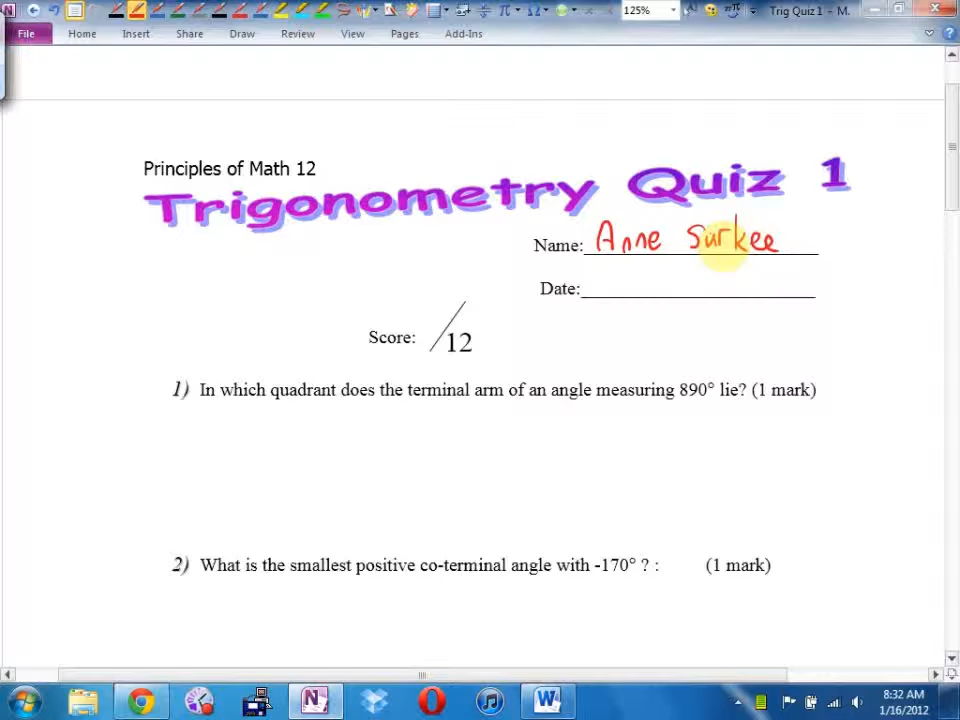 125% Trig Quiz 1 - M.
File Home Insert Share Draw Review View Pages Add-Ins
Principles of Math 12
Trigonometry Quiz 1
Name: Anne Surkee
Date:
Score: /12
1) In which quadrant does the terminal arm of an angle measuring 890° lie? (1 mark)
2) What is the smallest positive co-terminal angle with -170° ? : (1 mark)
8:32 AM
1/16/2012